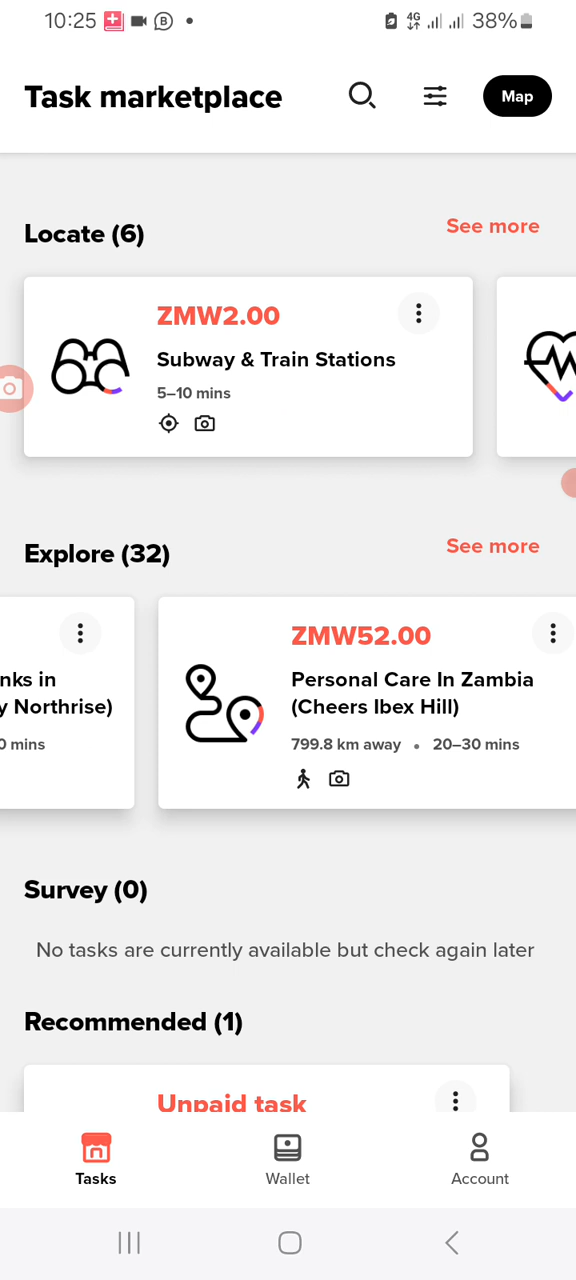 10:25
4G
38%
Task marketplace
Map
Locate (6)
See more
ZMW2.00
Subway & Train Stations
5–10 mins
Explore (32)
See more
nks in
y Northrise)
0 mins
ZMW52.00
Personal Care In Zambia
(Cheers Ibex Hill)
799.8 km away • 20–30 mins
Survey (0)
No tasks are currently available but check again later
Recommended (1)
Unpaid task
Tasks
Wallet
Account